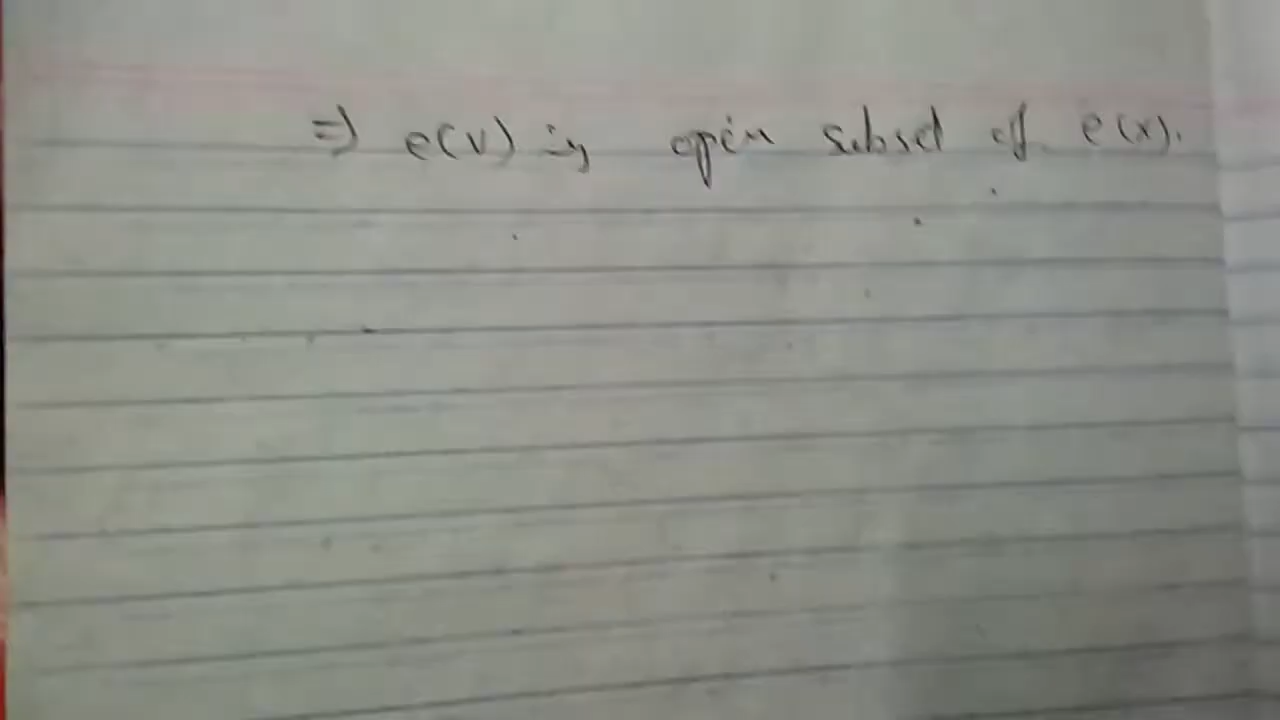 ⇒ e(V) is open subset of e(X).